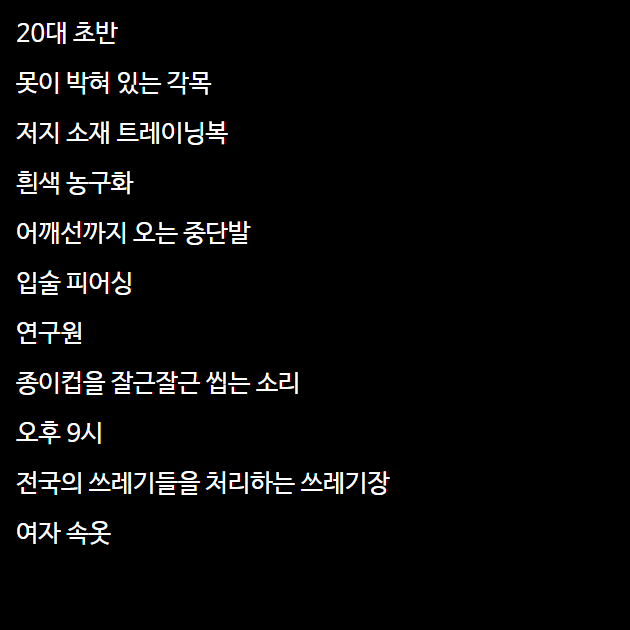 20대 초반
못이 박혀 있는 각목
저지 소재 트레이닝복
흰색 농구화
어깨선까지 오는 중단발
입술 피어싱
연구원
종이컵을 잘근잘근 씹는 소리
오후 9시
전국의 쓰레기들을 처리하는 쓰레기장
여자 속옷